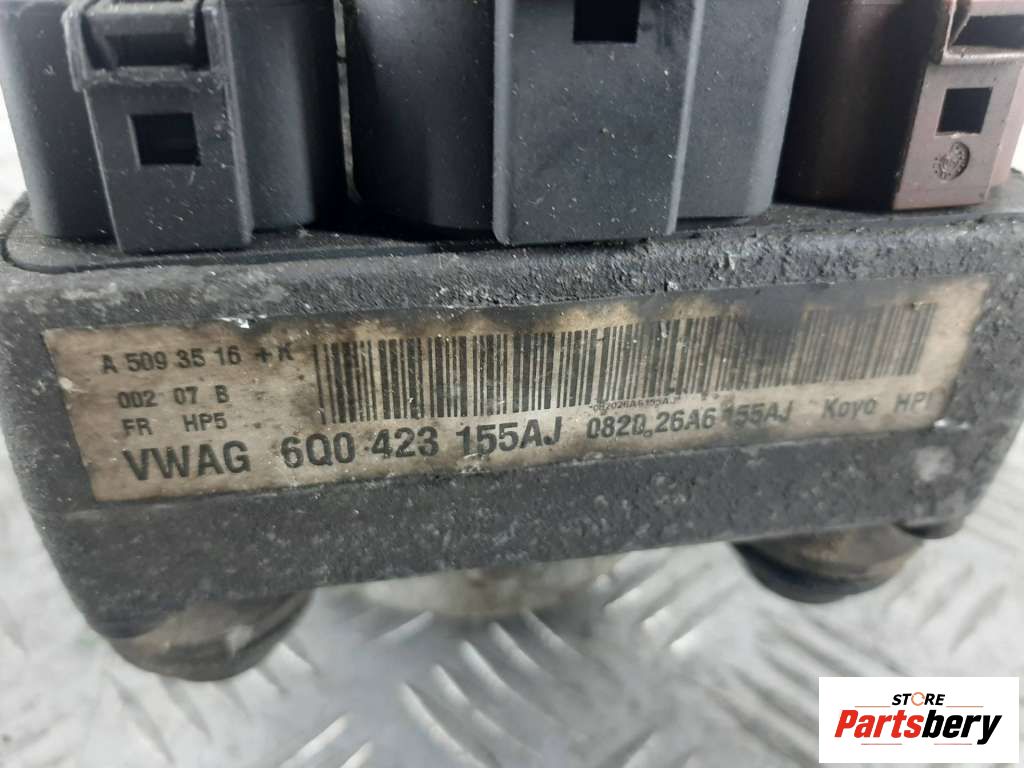 A 509 35 16 + K
002 07 B
FR HP5
VWAG 6Q0 423 155AJ 0820.26A6 155AJ Koyo HPI
STORE
Partsbery